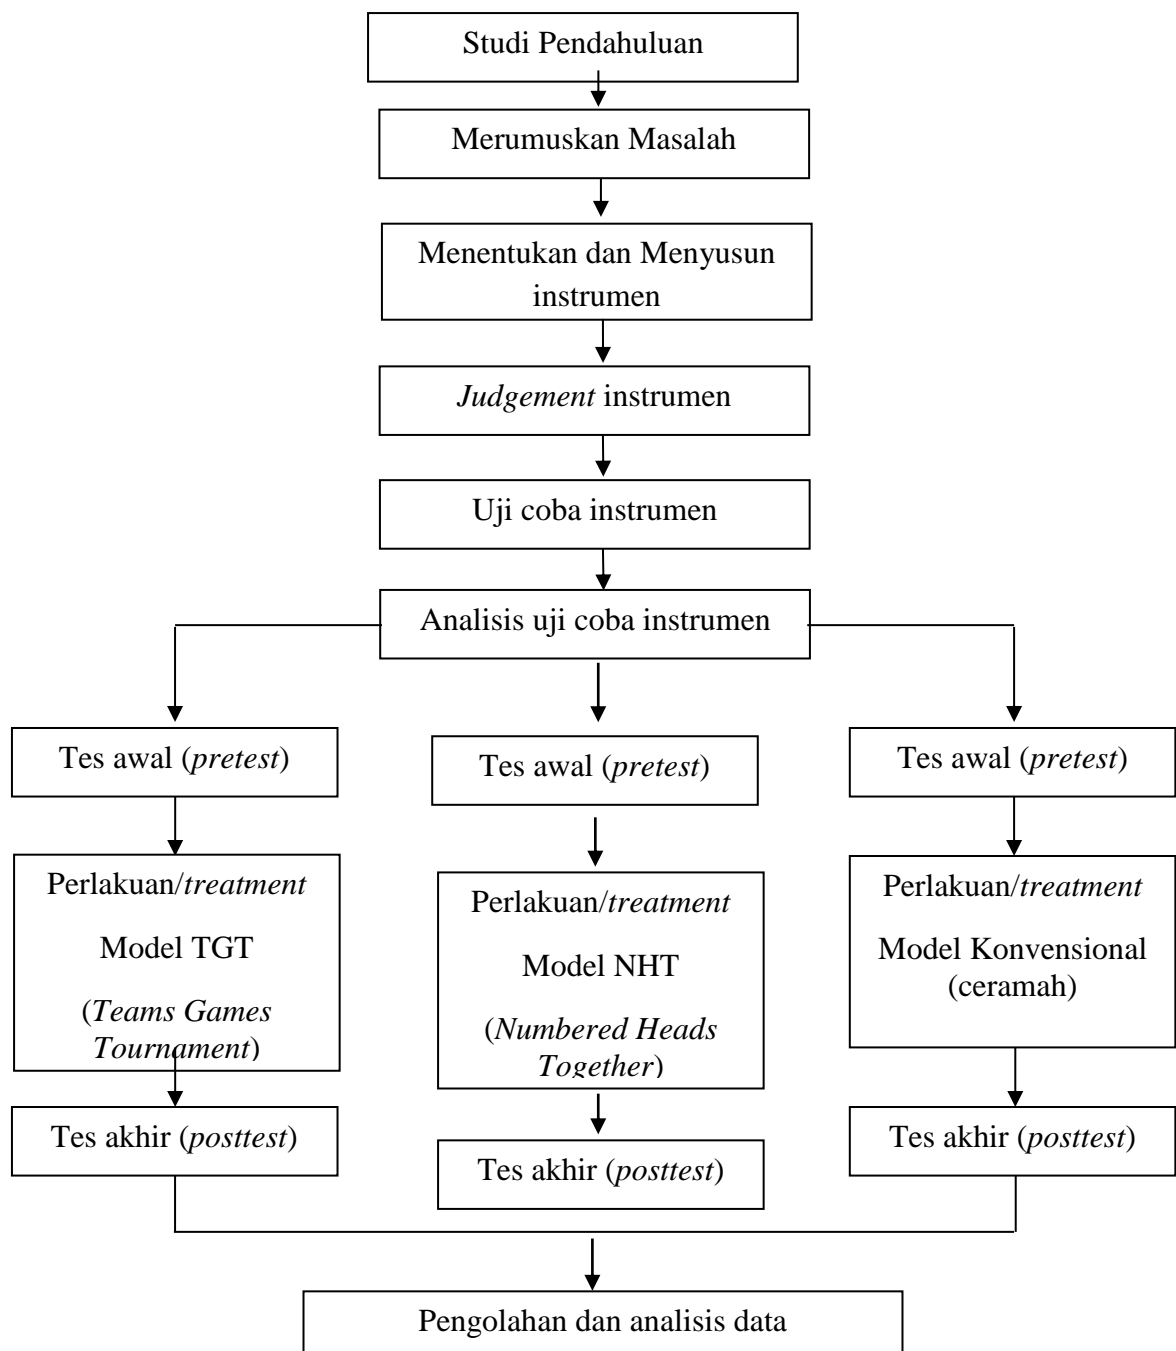 Studi Pendahuluan
Merumuskan Masalah
Menentukan dan Menyusun
instrumen
Judgement instrumen
Uji coba instrumen
Analisis uji coba instrumen
Tes awal (pretest)
Tes awal (pretest)
Tes awal (pretest)
Perlakuan/treatment
Model TGT
(Teams Games
Tournament)
Perlakuan/treatment
Model NHT
(Numbered Heads
Together)
Perlakuan/treatment
Model Konvensional
(ceramah)
Tes akhir (posttest)
Tes akhir (posttest)
Tes akhir (posttest)
Pengolahan dan analisis data